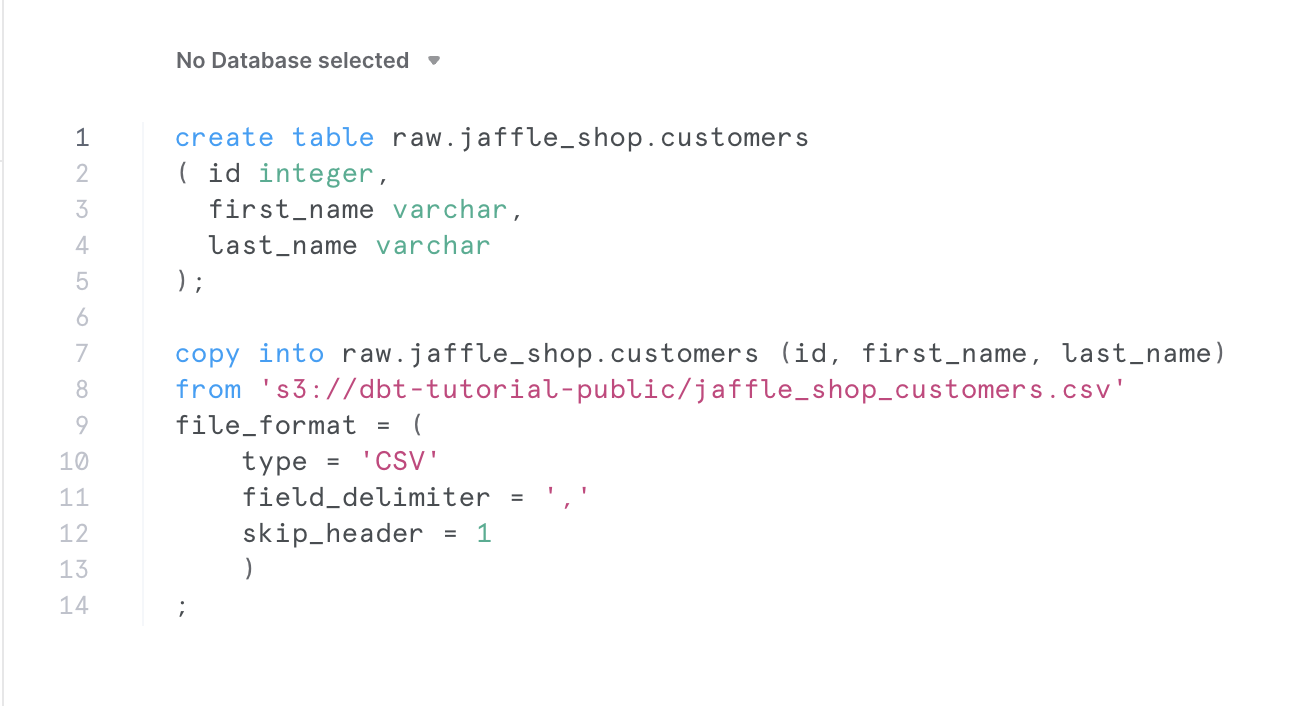 No Database selected
1 create table raw.jaffle_shop.customers
2 ( id integer,
3   first_name varchar,
4   last_name varchar
5 );
6
7 copy into raw.jaffle_shop.customers (id, first_name, last_name)
8 from 's3://dbt-tutorial-public/jaffle_shop_customers.csv'
9 file_format = (
10     type = 'CSV'
11     field_delimiter = ','
12     skip_header = 1
13     )
14 ;